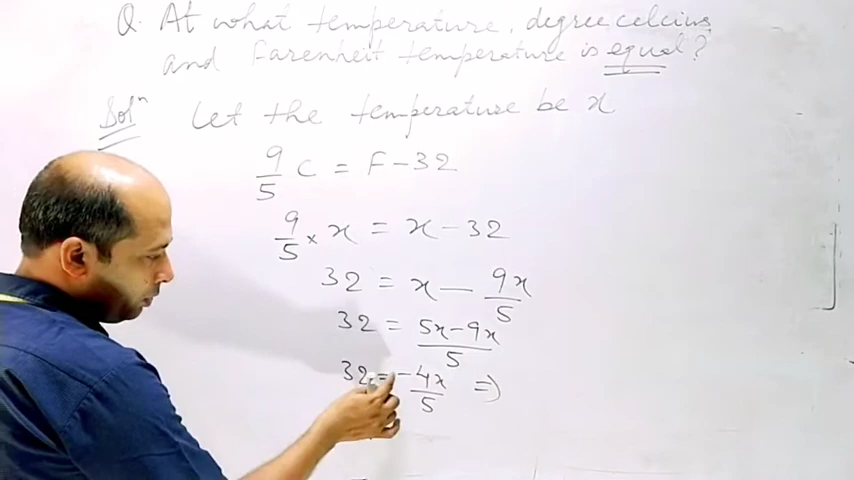 Q. At what temperature, degree celcius
and Farenheit temperature is equal?
Solⁿ Let the temperature be x
9/5 C = F - 32
9/5 × x = x - 32
32 = x - 9x/5
32 = 5x-9x/5
32 = -4x/5 =>